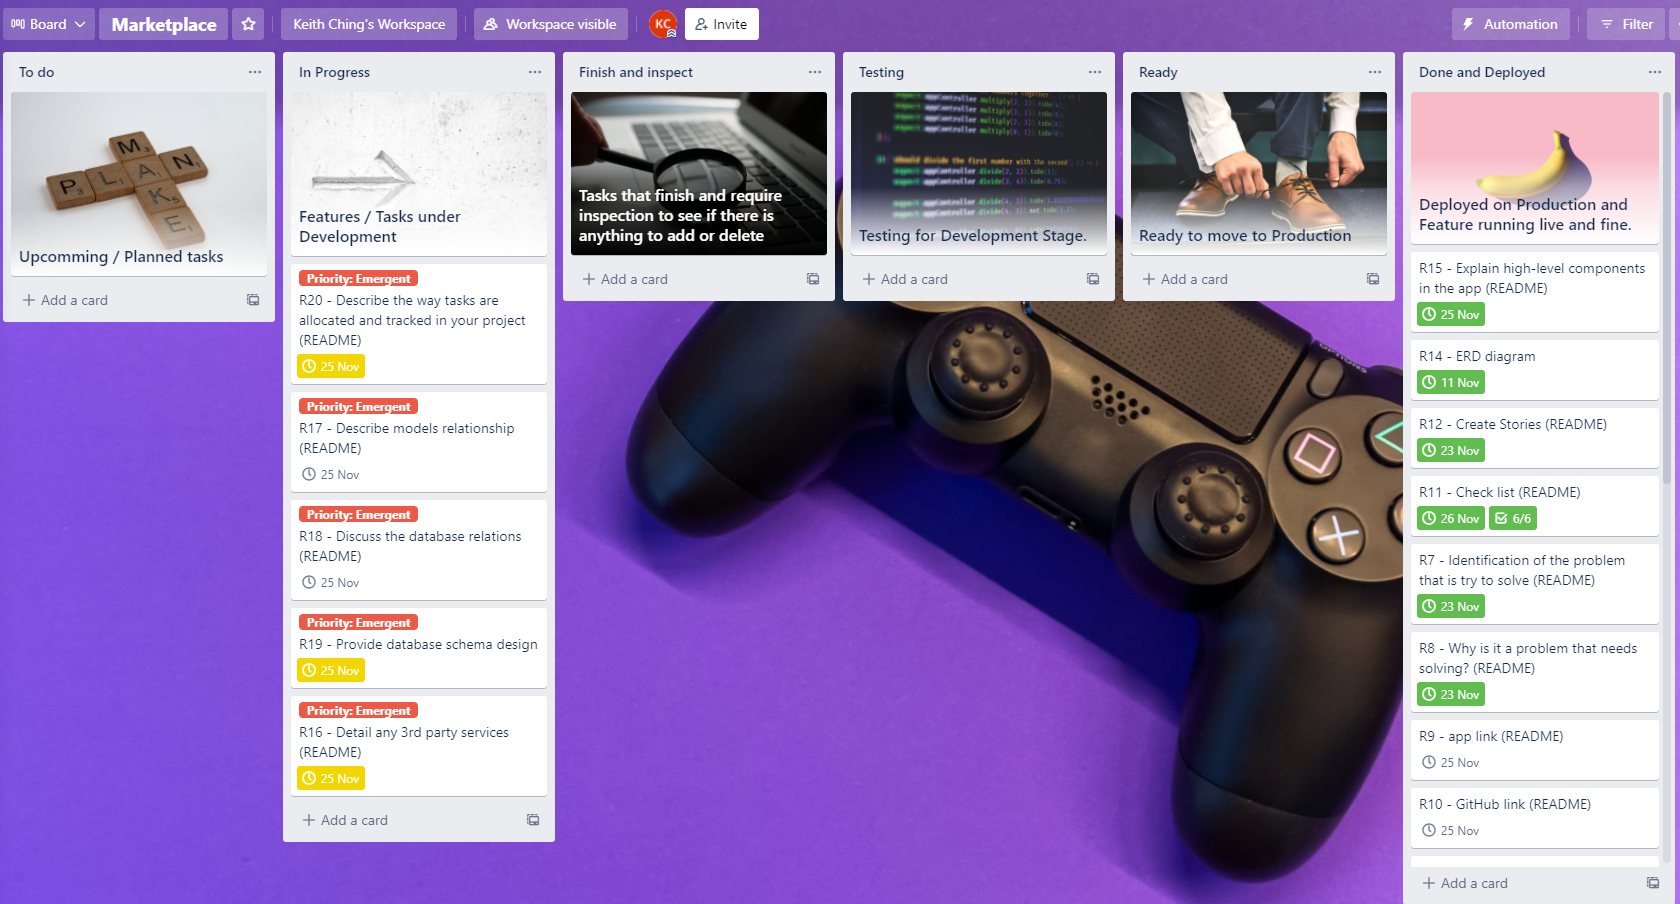 Board
Marketplace
Keith Ching's Workspace
Workspace visible
KC
Invite
Automation
Filter
To do
PLAN
MAKE
Upcomming / Planned tasks
Add a card
In Progress
Features / Tasks under
Development
Priority: Emergent
R20 - Describe the way tasks are
allocated and tracked in your project
(README)
25 Nov
Priority: Emergent
R17 - Describe models relationship
(README)
25 Nov
Priority: Emergent
R18 - Discuss the database relations
(README)
25 Nov
Priority: Emergent
R19 - Provide database schema design
25 Nov
Priority: Emergent
R16 - Detail any 3rd party services
(README)
25 Nov
Add a card
Finish and inspect
Tasks that finish and require
inspection to see if there is
anything to add or delete
Add a card
Testing
Testing for Development Stage.
Add a card
Ready
Ready to move to Production
Add a card
OPTIONS
Done and Deployed
Deployed on Production and
Feature running live and fine.
R15 - Explain high-level components
in the app (README)
25 Nov
R14 - ERD diagram
11 Nov
R12 - Create Stories (README)
23 Nov
R11 - Check list (README)
26 Nov 6/6
R7 - Identification of the problem
that is try to solve (README)
23 Nov
R8 - Why is it a problem that needs
solving? (README)
23 Nov
R9 - app link (README)
25 Nov
R10 - GitHub link (README)
25 Nov
Add a card